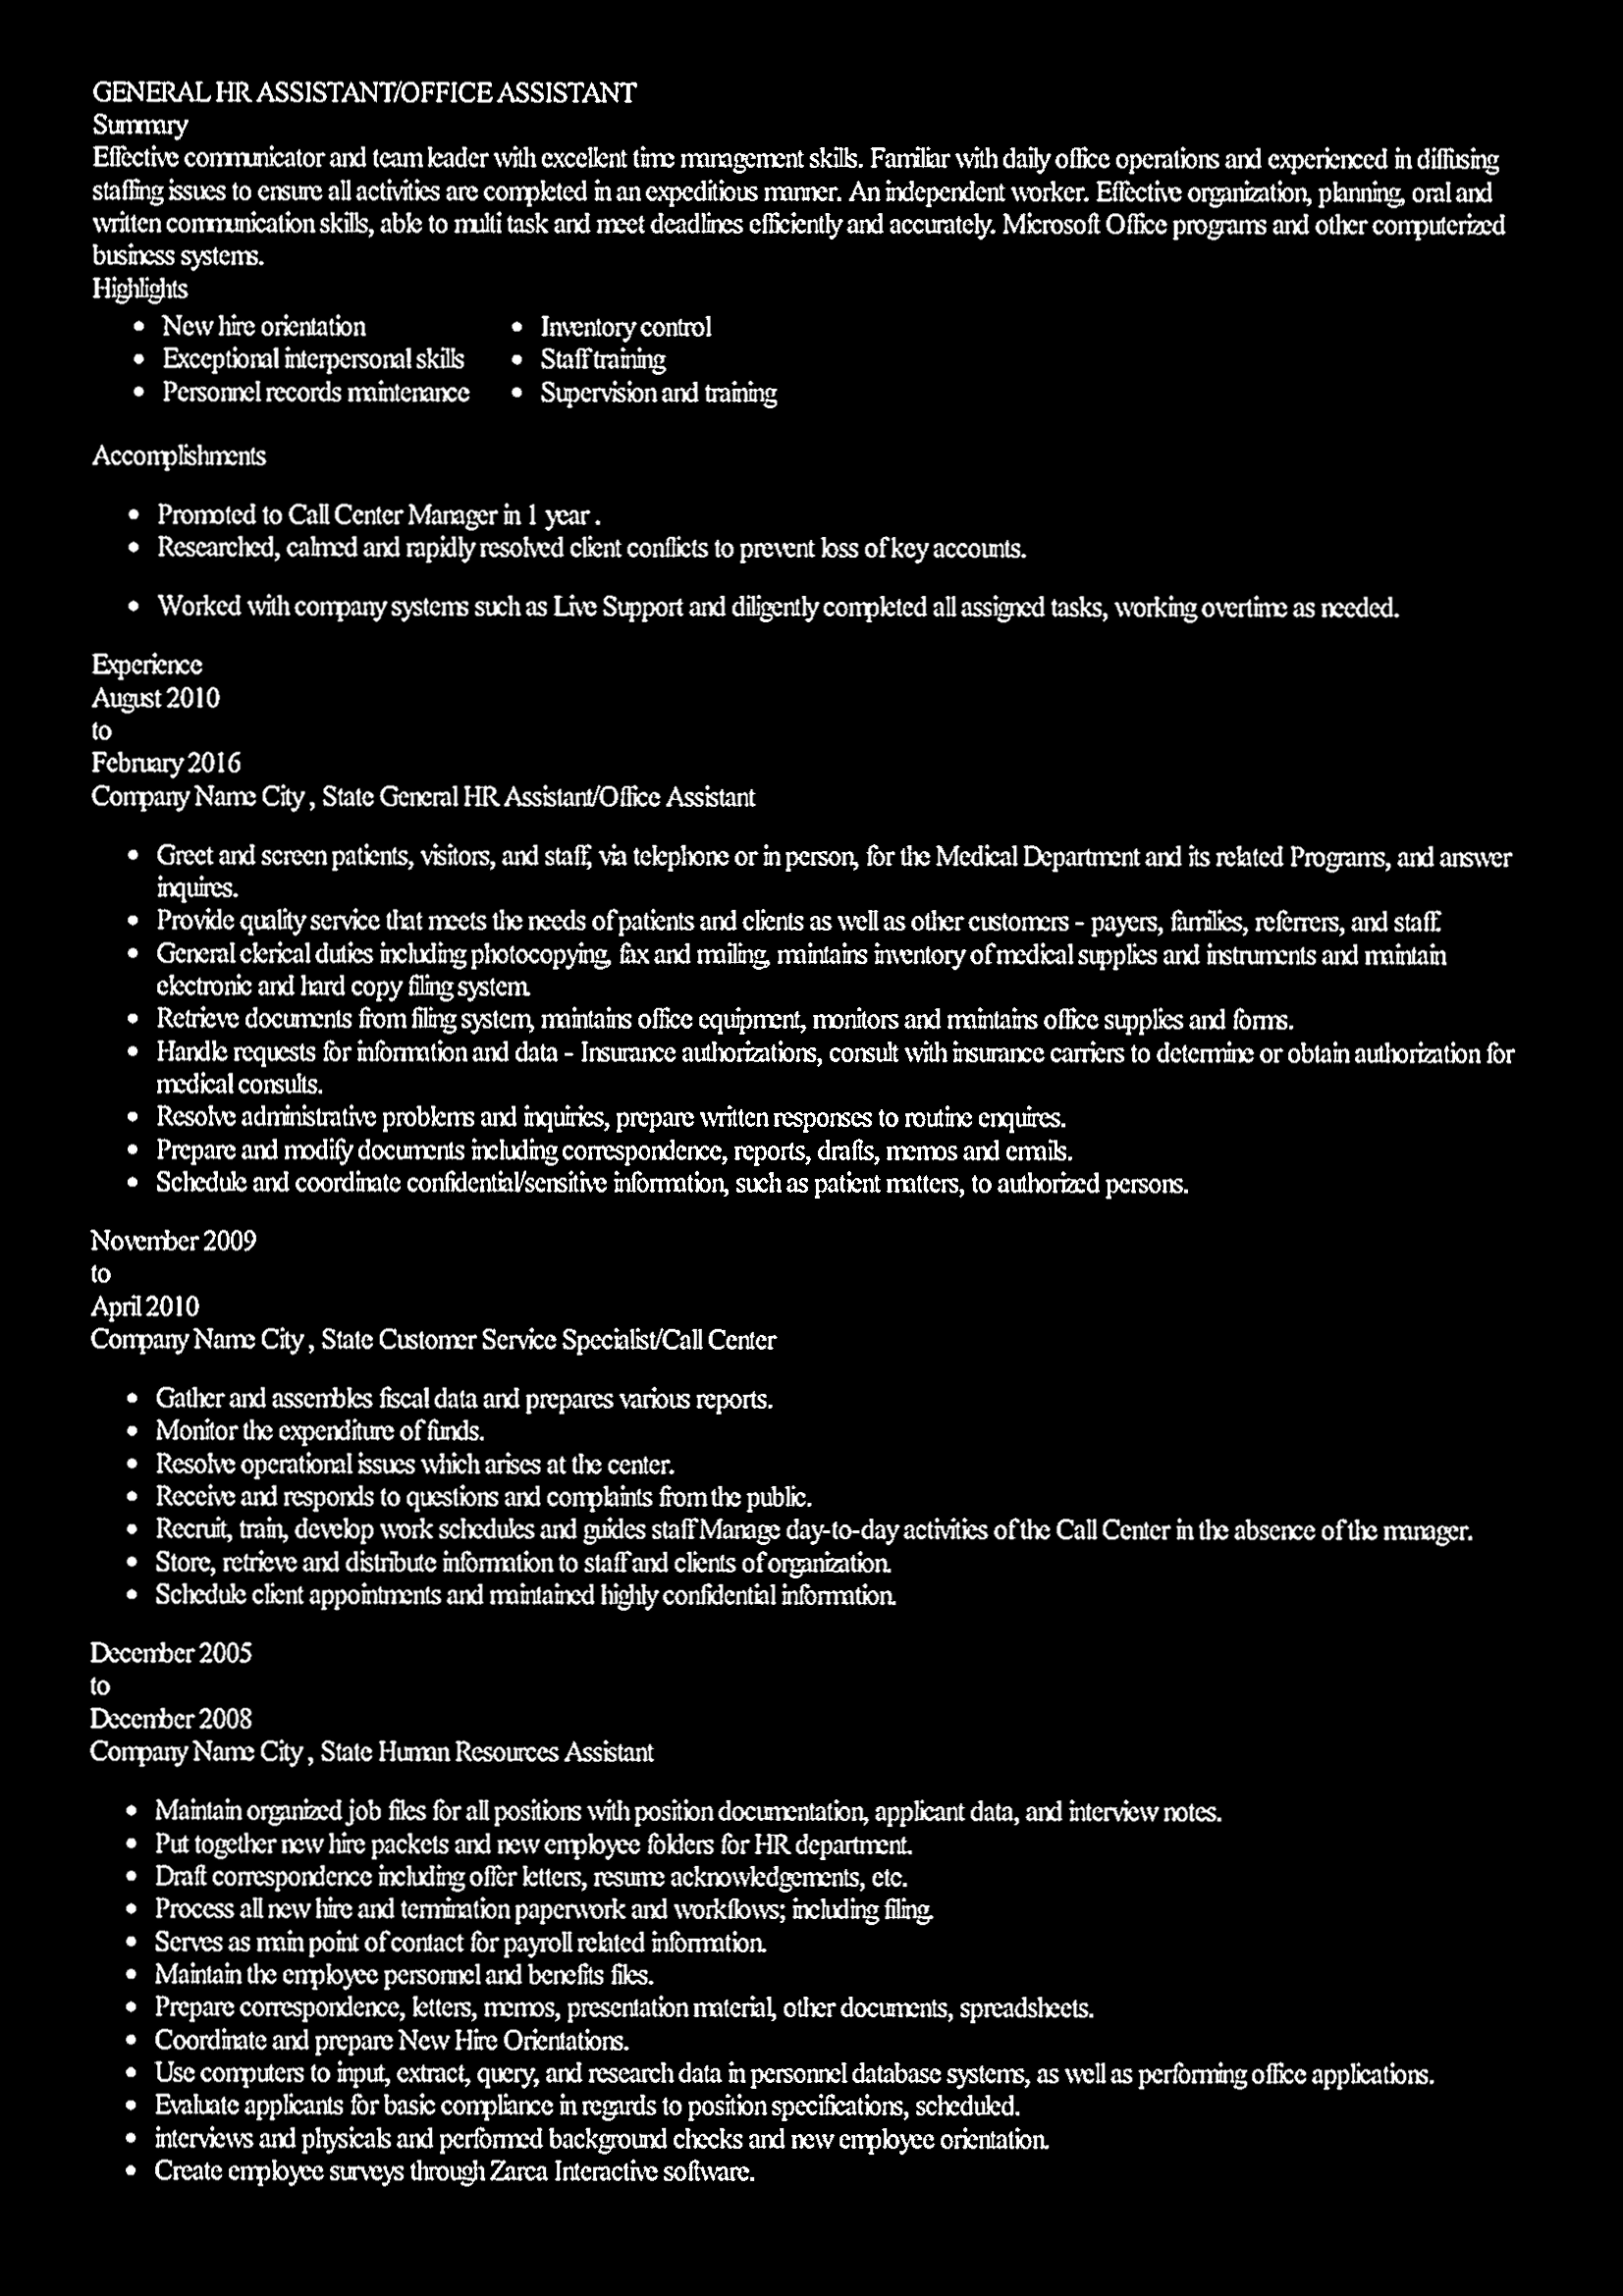 GENERAL HR ASSISTANT/OFFICE ASSISTANT
Summary
Effective communicator and team leader with excellent time management skills. Familiar with daily office operations and experienced in diffusing
staffing issues to ensure all activities are completed in an expeditious manner. An independent worker. Effective organization, planning, oral and
written communication skills, able to multi task and meet deadlines efficiently and accurately. Microsoft Office programs and other computerized
business systems.
Highlights
• New hire orientation • Inventory control
• Exceptional interpersonal skills • Staff training
• Personnel records maintenance • Supervision and training
Accomplishments
• Promoted to Call Center Manager in 1 year .
• Researched, calmed and rapidly resolved client conflicts to prevent loss of key accounts.
• Worked with company systems such as Live Support and diligently completed all assigned tasks, working overtime as needed.
Experience
August 2010
to
February 2016
Company Name City , State General HR Assistant/Office Assistant
• Greet and screen patients, visitors, and staff, via telephone or in person, for the Medical Department and its related Programs, and answer
inquires.
• Provide quality service that meets the needs of patients and clients as well as other customers - payers, families, referrers, and staff.
• General clerical duties including photocopying, fax and mailing, maintains inventory of medical supplies and instruments and maintain
electronic and hard copy filing system.
• Retrieve documents from filing system, maintains office equipment, monitors and maintains office supplies and forms.
• Handle requests for information and data - Insurance authorizations, consult with insurance carriers to determine or obtain authorization for
medical consults.
• Resolve administrative problems and inquiries, prepare written responses to routine enquires.
• Prepare and modify documents including correspondence, reports, drafts, memos and emails.
• Schedule and coordinate confidential/sensitive information, such as patient matters, to authorized persons.
November 2009
to
April 2010
Company Name City , State Customer Service Specialist/Call Center
• Gather and assembles fiscal data and prepares various reports.
• Monitor the expenditure of funds.
• Resolve operational issues which arises at the center.
• Receive and responds to questions and complaints from the public.
• Recruit, train, develop work schedules and guides staff Manage day-to-day activities of the Call Center in the absence of the manager.
• Store, retrieve and distribute information to staff and clients of organization.
• Schedule client appointments and maintained highly confidential information.
December 2005
to
December 2008
Company Name City , State Human Resources Assistant
• Maintain organized job files for all positions with position documentation, applicant data, and interview notes.
• Put together new hire packets and new employee folders for HR department.
• Draft correspondence including offer letters, resume acknowledgements, etc.
• Process all new hire and termination paperwork and workflows; including filing.
• Serves as main point of contact for payroll related information.
• Maintain the employee personnel and benefits files.
• Prepare correspondence, letters, memos, presentation material, other documents, spreadsheets.
• Coordinate and prepare New Hire Orientations.
• Use computers to input, extract, query, and research data in personnel database systems, as well as performing office applications.
• Evaluate applicants for basic compliance in regards to position specifications, scheduled.
• interviews and physicals and performed background checks and new employee orientation.
• Create employee surveys through Zarca Interactive software.